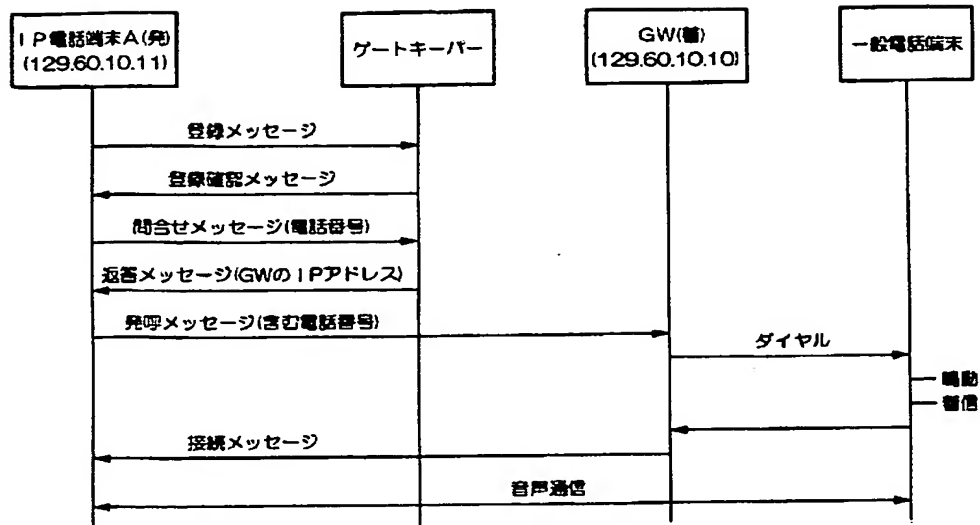 IP電話端末A(発)
(129.60.10.11)
ゲートキーパー
GW(着)
(129.60.10.10)
一般電話端末
登録メッセージ
登録確認メッセージ
問合せメッセージ(電話番号)
返答メッセージ(GWのIPアドレス)
発呼メッセージ(含む電話番号)
ダイヤル
鳴動
着信
接続メッセージ
音声通信